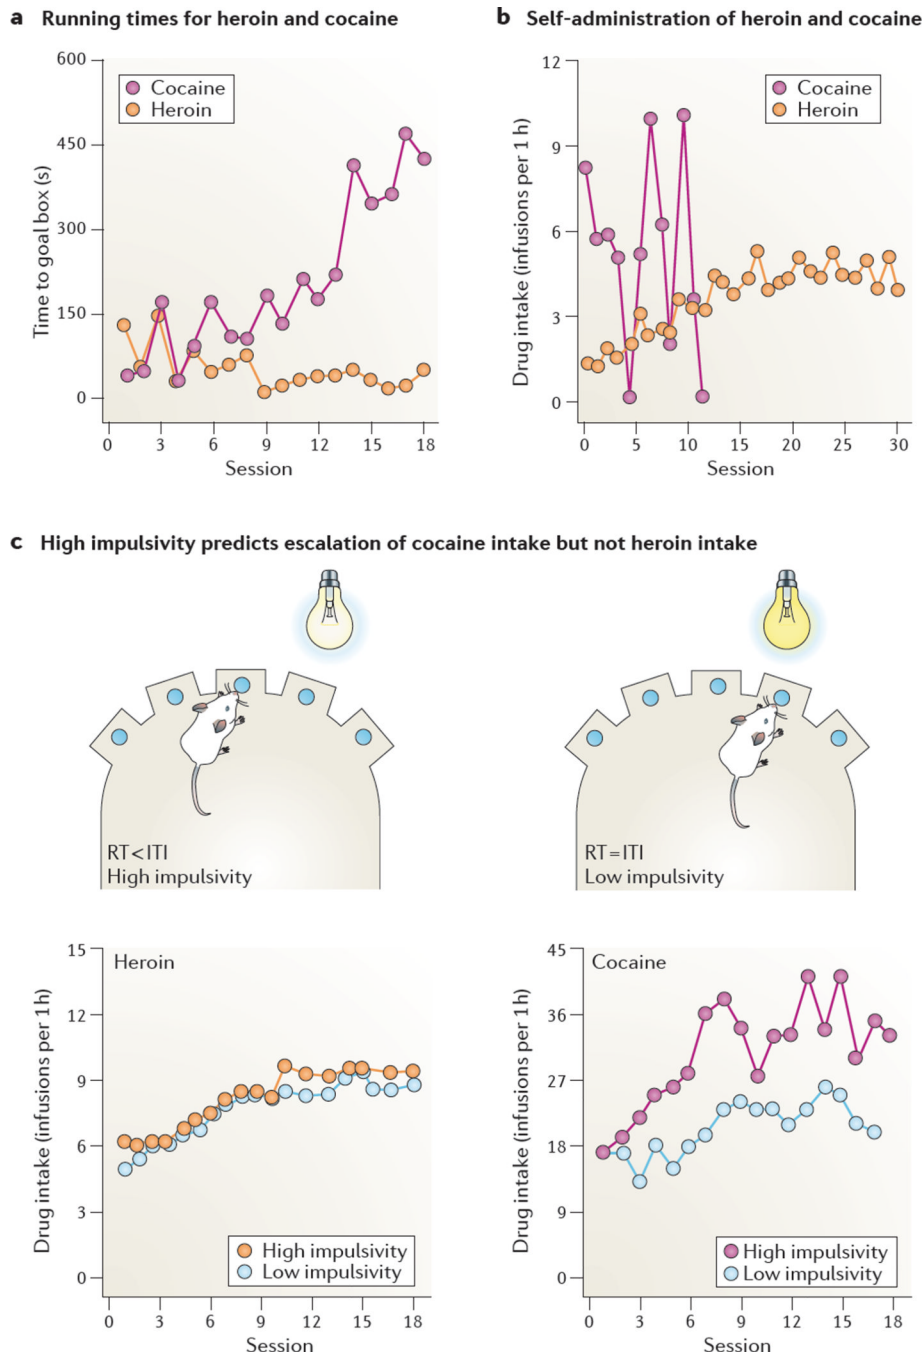 a Running times for heroin and cocaine
600
450
300
150
0
Time to goal box (s)
Cocaine
Heroin
0 3 6 9 12 15 18
Session
b Self-administration of heroin and cocaine
12
9
6
3
0
Drug intake (infusions per 1 h)
Cocaine
Heroin
0 5 10 15 20 25 30
Session
c High impulsivity predicts escalation of cocaine intake but not heroin intake
RT<ITI
High impulsivity
RT=ITI
Low impulsivity
Heroin
15
12
9
6
3
0
Drug intake (infusions per 1h)
High impulsivity
Low impulsivity
0 3 6 9 12 15 18
Session
Cocaine
45
36
27
18
9
0
Drug intake (infusions per 1h)
High impulsivity
Low impulsivity
0 3 6 9 12 15 18
Session